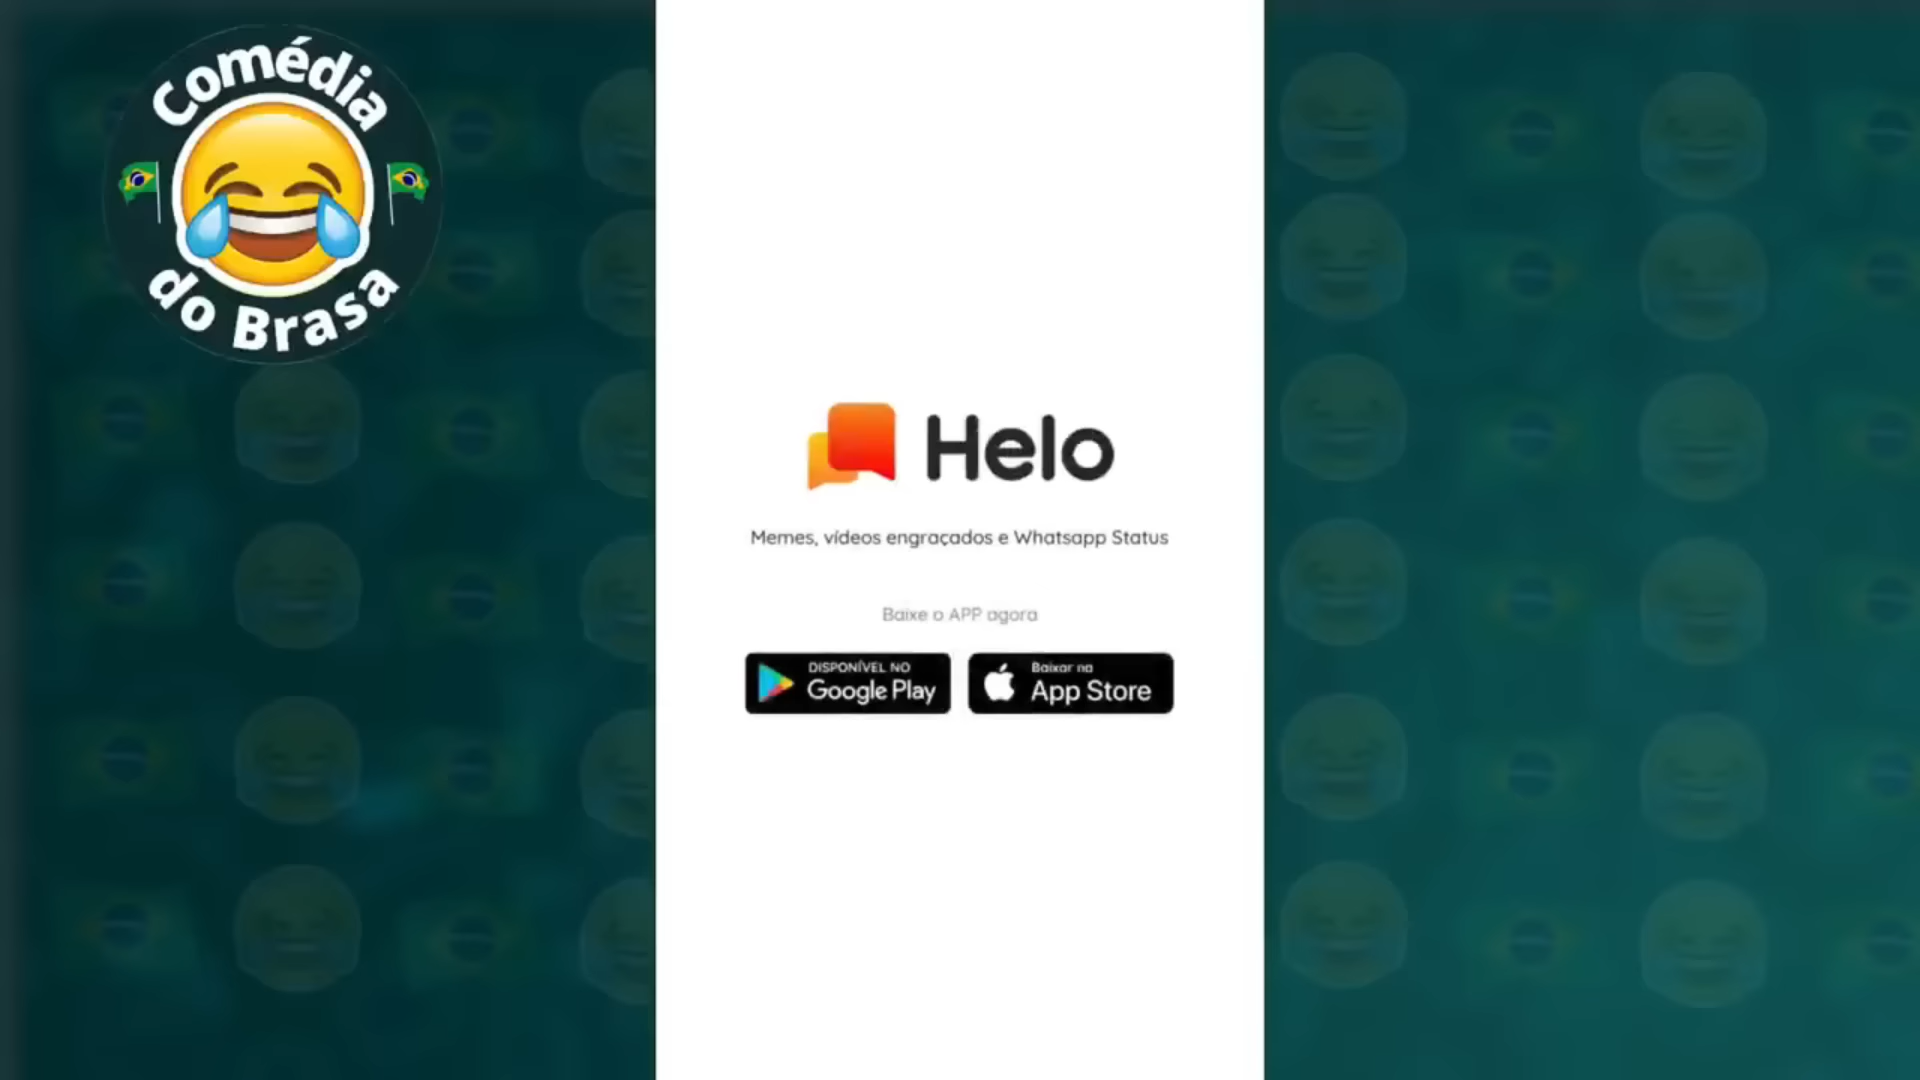 Comédia
do Brasa
Helo
Memes, vídeos engraçados e Whatsapp Status
Baixe o APP agora
DISPONÍVEL NO
Google Play
Baixar na
App Store